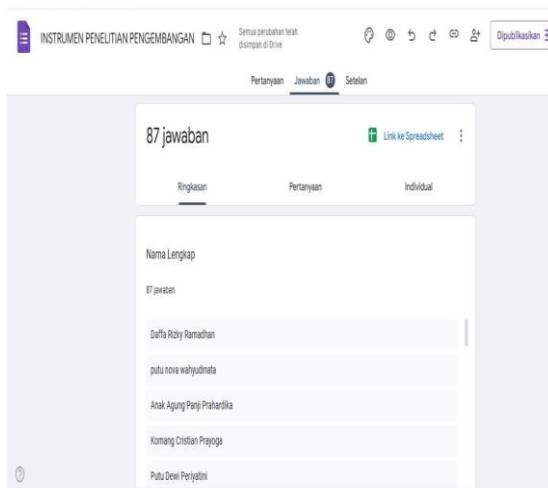 INSTRUMEN PENELITIAN PENGEMBANGAN
Semua perubahan telah
disimpan di Drive
Dipublikasikan
Pertanyaan Jawaban 87 Setelan
87 jawaban
Link ke Spreadsheet
Ringkasan Pertanyaan Individual
Nama Lengkap
87 jawaban
Daffa Rizky Ramadhan
putu nova wahyudinata
Anak Agung Panji Prahardika
Komang Cristian Prayoga
Putu Dewi Periyatini